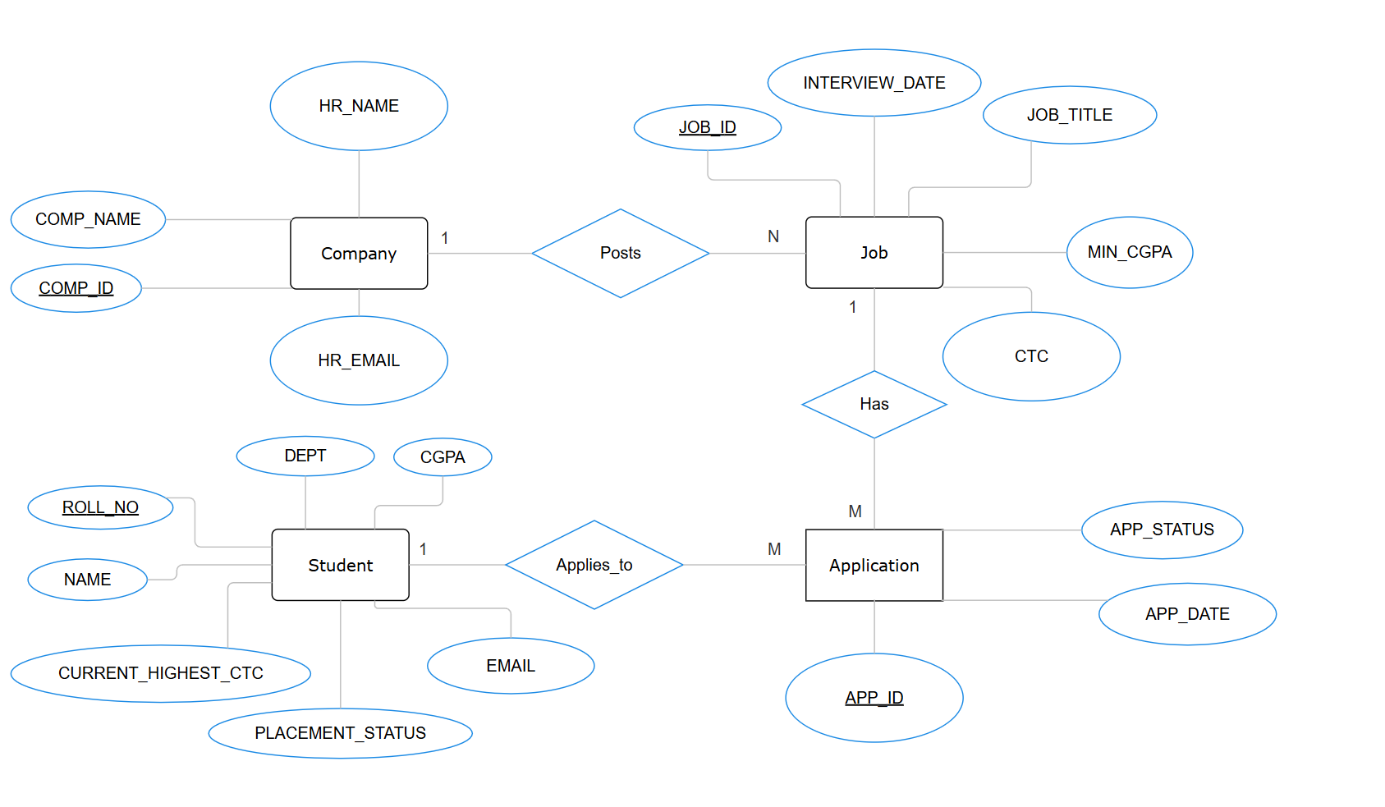 INTERVIEW_DATE
HR_NAME
JOB_TITLE
JOB_ID
COMP_NAME
1
N
Company
Posts
Job
MIN_CGPA
COMP_ID
1
HR_EMAIL
CTC
Has
DEPT
CGPA
ROLL_NO
M
APP_STATUS
1
M
Student
Applies_to
Application
NAME
APP_DATE
EMAIL
CURRENT_HIGHEST_CTC
APP_ID
PLACEMENT_STATUS